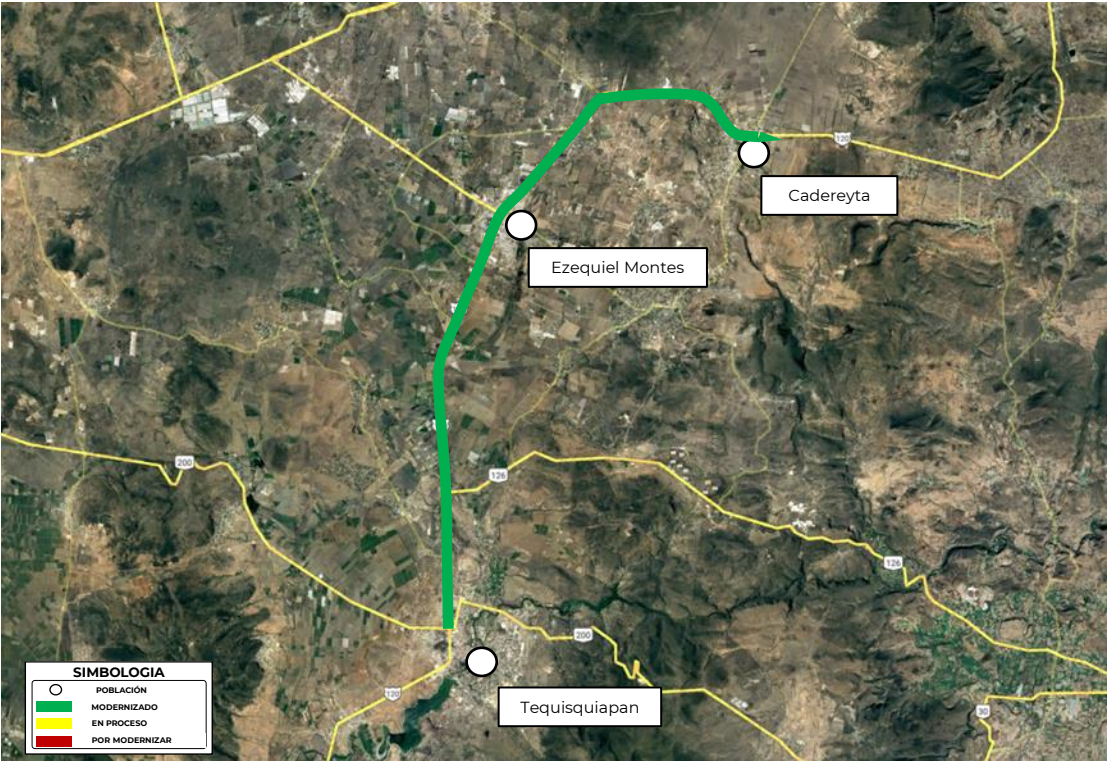 120
Cadereyta
Ezequiel Montes
200
126
126
200
120
Tequisquiapan
30
SIMBOLOGIA
POBLACIÓN
MODERNIZADO
EN PROCESO
POR MODERNIZAR